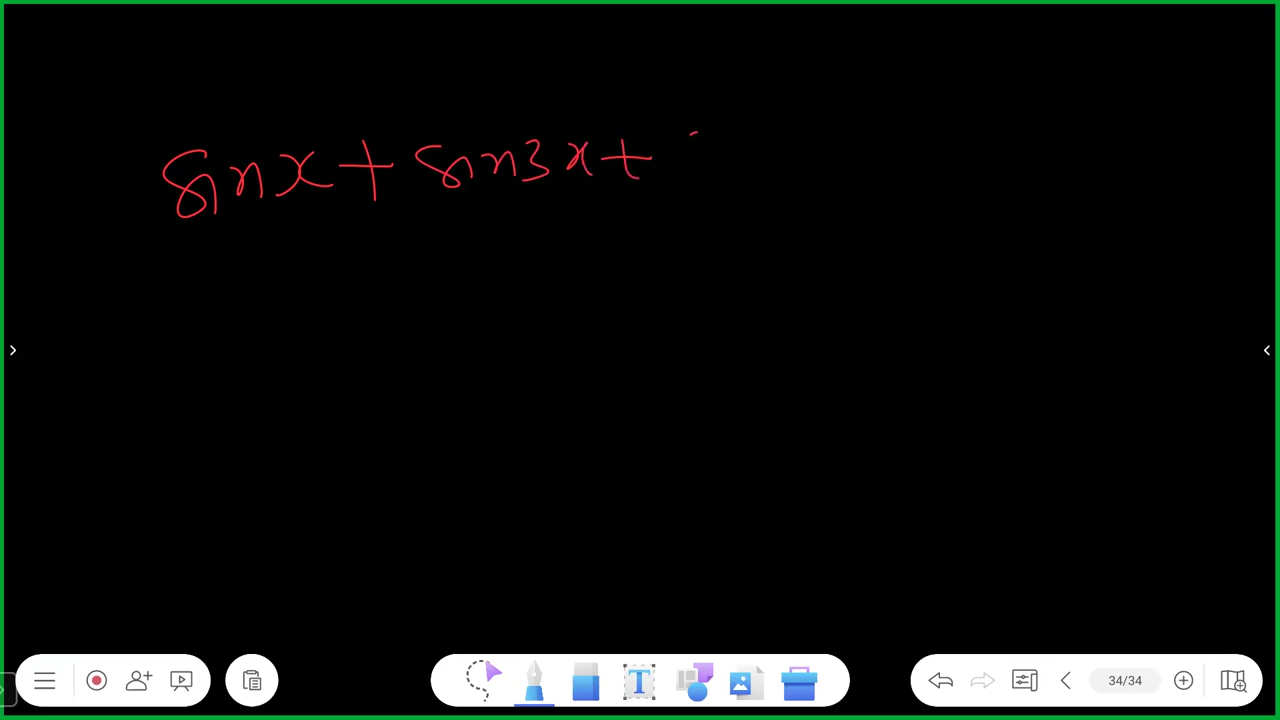 sinx + sin3x +
34/34